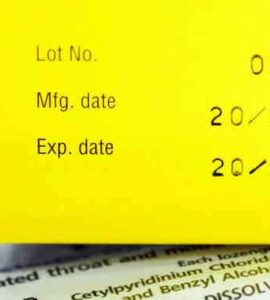 Lot No. 0
Mfg. date 20/
Exp. date 20/
ated throat and
Each lozeng
Cetylpyridinium Chlorid
and Benzyl Alcoh
DISSOLV